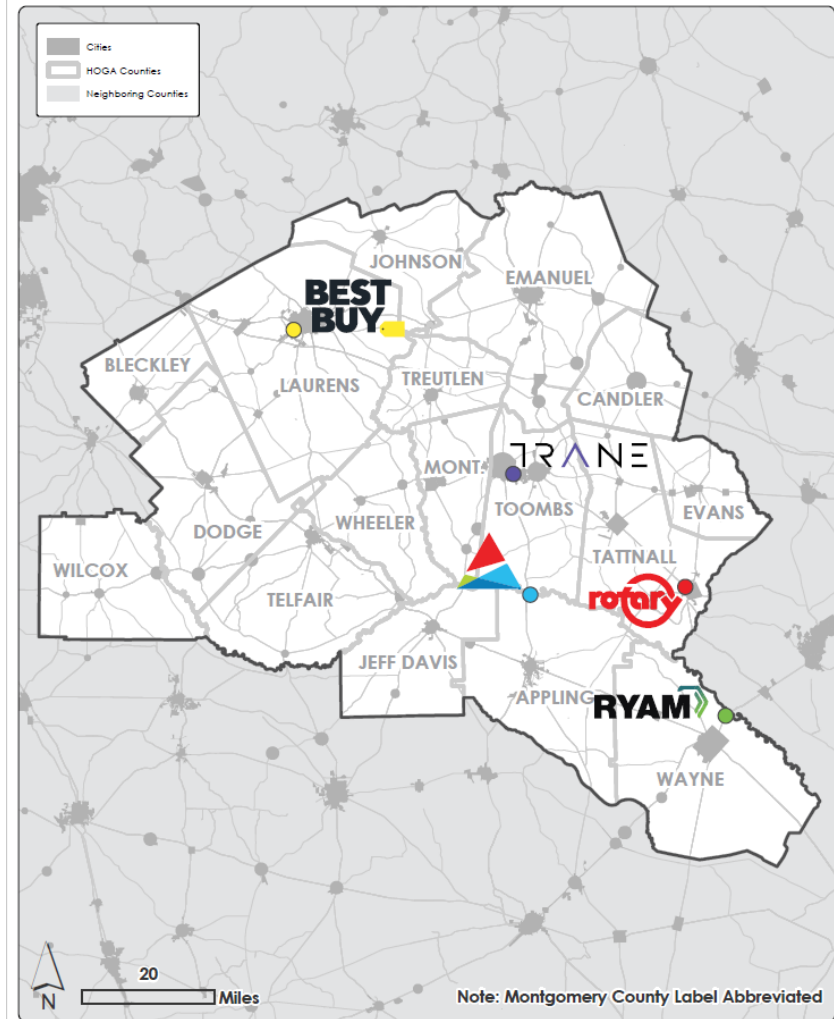 Cities
HOGA Counties
Neighboring Counties
JOHNSON
EMANUEL
BEST
BUY
BLECKLEY
LAURENS
TREUTLEN
CANDLER
TRANE
MONT.
TOOMBS
EVANS
DODGE
WHEELER
TATTNALL
WILCOX
TELFAIR
rotary
JEFF DAVIS
APPLING
RYAM
WAYNE
N
20
Miles
Note: Montgomery County Label Abbreviated